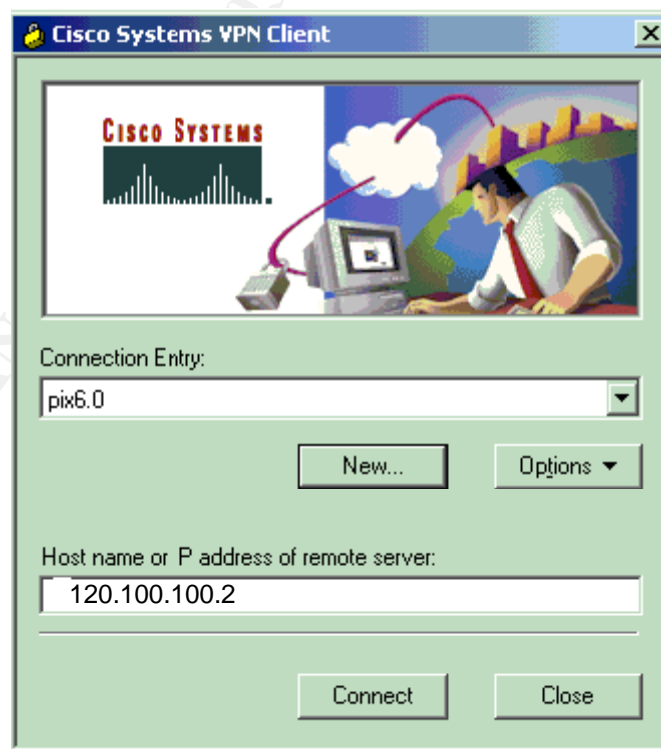 Cisco Systems VPN Client
CISCO SYSTEMS
Connection Entry:
pix6.0
New...
Options
Host name or P address of remote server:
120.100.100.2
Connect
Close